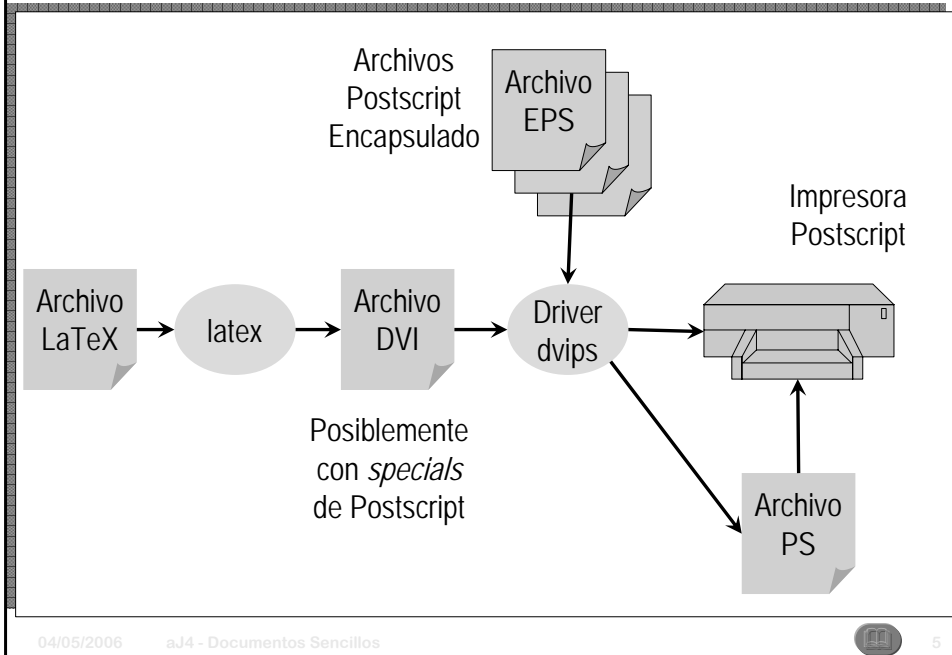 Archivos
Postscript
Encapsulado
Archivo
EPS
Impresora
Postscript
Archivo
LaTeX
latex
Archivo
DVI
Driver
dvips
Posiblemente
con specials
de Postscript
Archivo
PS
04/05/2006 aJ4 - Documentos Sencillos 5